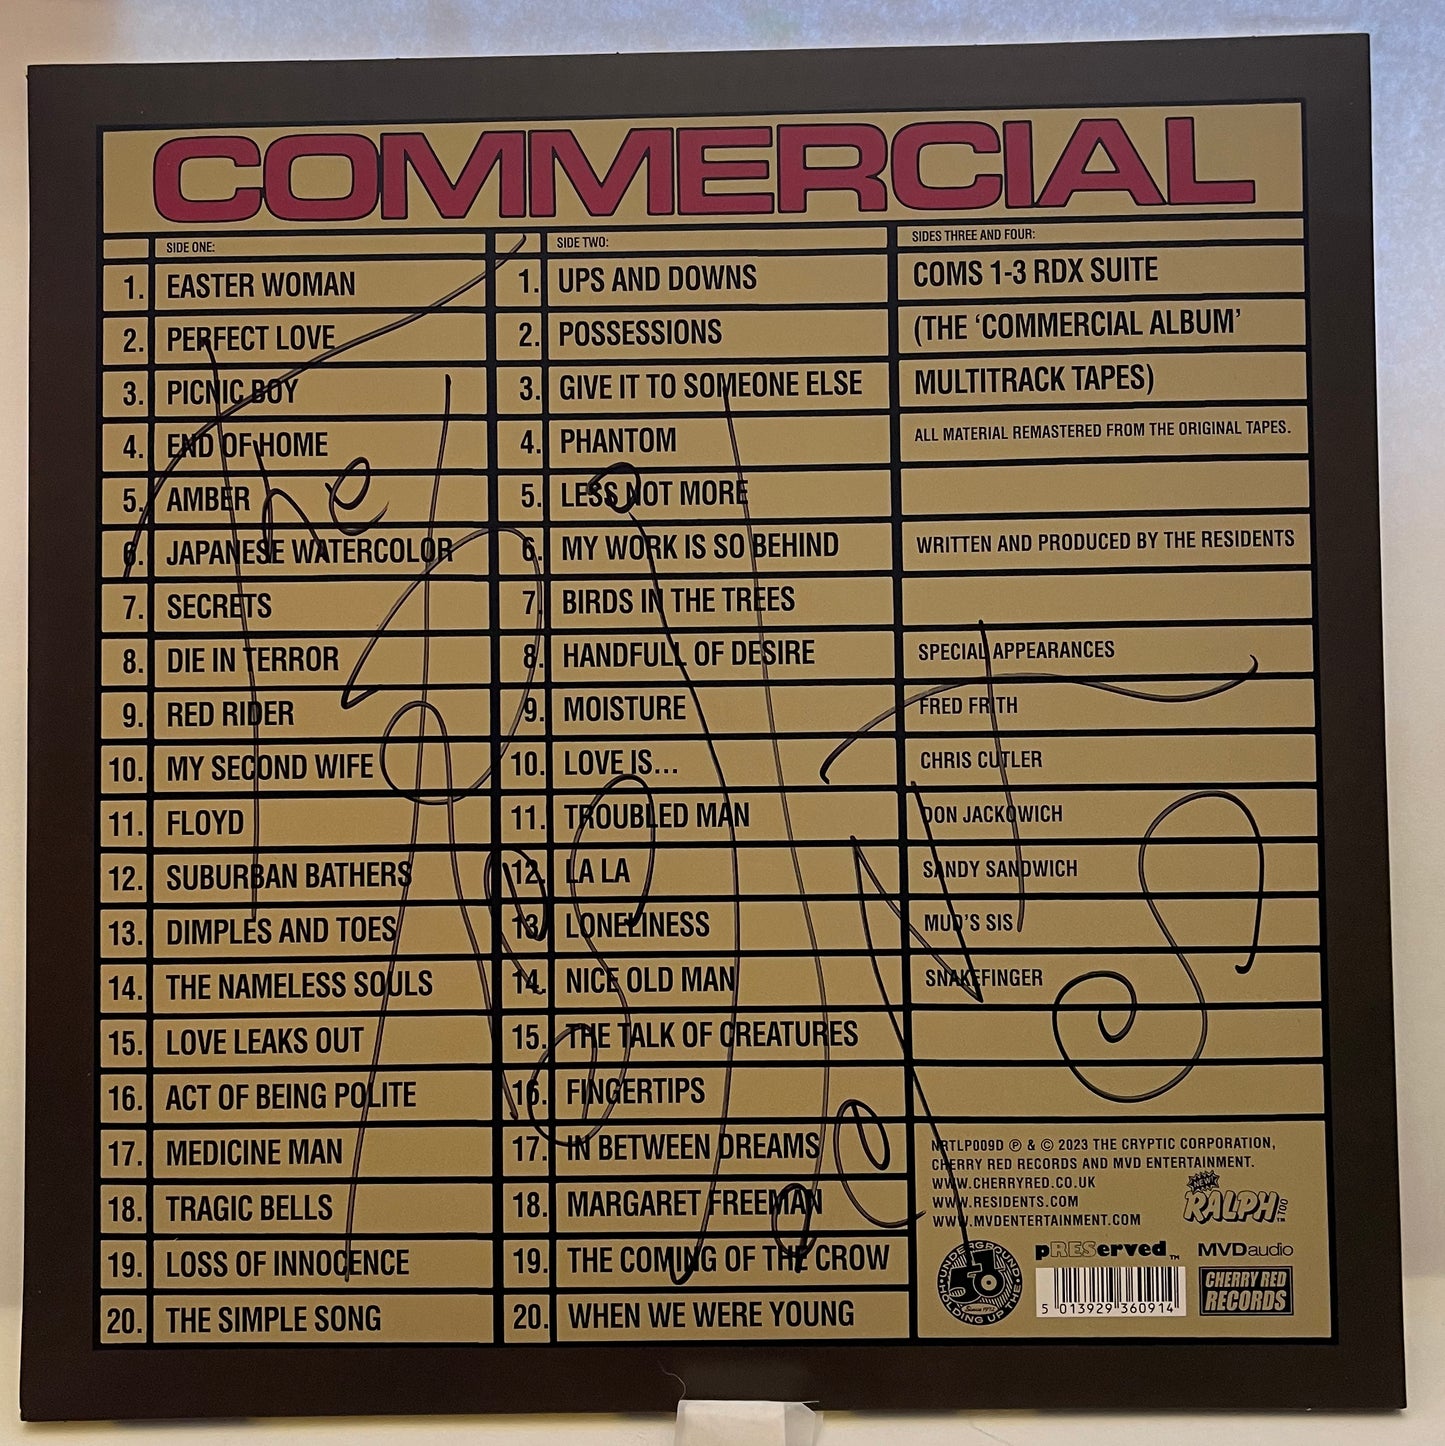 COMMERCIAL
SIDE ONE:
1. EASTER WOMAN
2. PERFECT LOVE
3. PICNIC BOY
4. END OF HOME
5. AMBER
6. JAPANESE WATERCOLOR
7. SECRETS
8. DIE IN TERROR
9. RED RIDER
10. MY SECOND WIFE
11. FLOYD
12. SUBURBAN BATHERS
13. DIMPLES AND TOES
14. THE NAMELESS SOULS
15. LOVE LEAKS OUT
16. ACT OF BEING POLITE
17. MEDICINE MAN
18. TRAGIC BELLS
19. LOSS OF INNOCENCE
20. THE SIMPLE SONG
SIDE TWO:
1. UPS AND DOWNS
2. POSSESSIONS
3. GIVE IT TO SOMEONE ELSE
4. PHANTOM
5. LESS NOT MORE
6. MY WORK IS SO BEHIND
7. BIRDS IN THE TREES
8. HANDFULL OF DESIRE
9. MOISTURE
10. LOVE IS...
11. TROUBLED MAN
12. LA LA
13. LONELINESS
14. NICE OLD MAN
15. THE TALK OF CREATURES
16. FINGERTIPS
17. IN BETWEEN DREAMS
18. MARGARET FREEMAN
19. THE COMING OF THE CROW
20. WHEN WE WERE YOUNG
SIDES THREE AND FOUR:
COMS 1-3 RDX SUITE
(THE ‘COMMERCIAL ALBUM’
MULTITRACK TAPES)
ALL MATERIAL REMASTERED FROM THE ORIGINAL TAPES.
WRITTEN AND PRODUCED BY THE RESIDENTS
SPECIAL APPEARANCES
FRED FRITH
CHRIS CUTLER
DON JACKOWICH
SANDY SANDWICH
MUD'S SIS
SNAKEFINGER
NRTLP009D ℗ & © 2023 THE CRYPTIC CORPORATION,
CHERRY RED RECORDS AND MVD ENTERTAINMENT.
WWW.CHERRYRED.CO.UK
WWW.RESIDENTS.COM
WWW.MVDENTERTAINMENT.COM
NEW!
RALPH ™ 1700
UNDERGROUND
50
Since 1972
HOLDING UP THE
pREServed ™
MVDaudio
5 013929 360914
CHERRY RED
RECORDS
The Residents